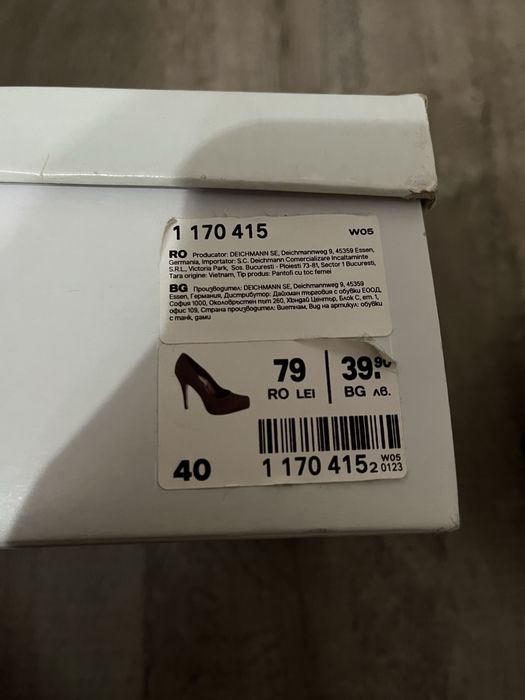 1 170 415 W05
RO Producator: DEICHMANN SE, Deichmannweg 9, 45359 Essen,
Germania, Importator: S.C. Deichmann Comercializare Incaltaminte
S.R.L., Victoria Park, Sos. Bucuresti - Ploiesti 73-81, Sector 1 Bucuresti,
Tara origine: Vietnam, Tip produs: Pantofi cu toc femei
BG Производител: DEICHMANN SE, Deichmannweg 9, 45359
Essen, Германия, Дистрибутор: Дайхман търговия с обувки ЕООД,
София 1000, Околовръстен път 260, Хюндай Център, Блок С, ет. 1,
офис 109, Страна производител: Виетнам, Вид на артикул: обувки
с танк, дами
79 39.90
RO LEI BG лв.
40 1 170 415 2 W05
0123